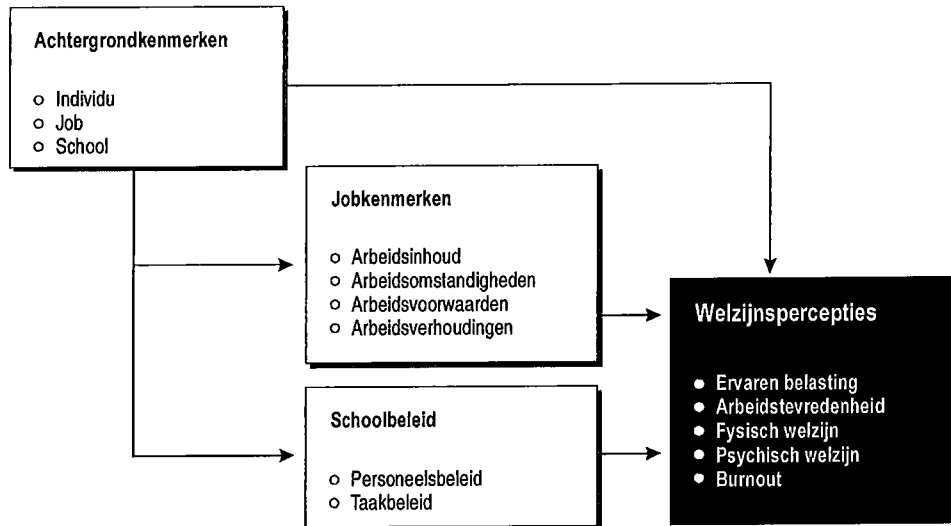 Achtergrondkenmerken
Individu
Job
School
Jobkenmerken
Arbeidsinhoud
Arbeidsomstandigheden
Arbeidsvoorwaarden
Arbeidsverhoudingen
Schoolbeleid
Personeelsbeleid
Taakbeleid
Welzijnspercepties
Ervaren belasting
Arbeidstevredenheid
Fysisch welzijn
Psychisch welzijn
Burnout